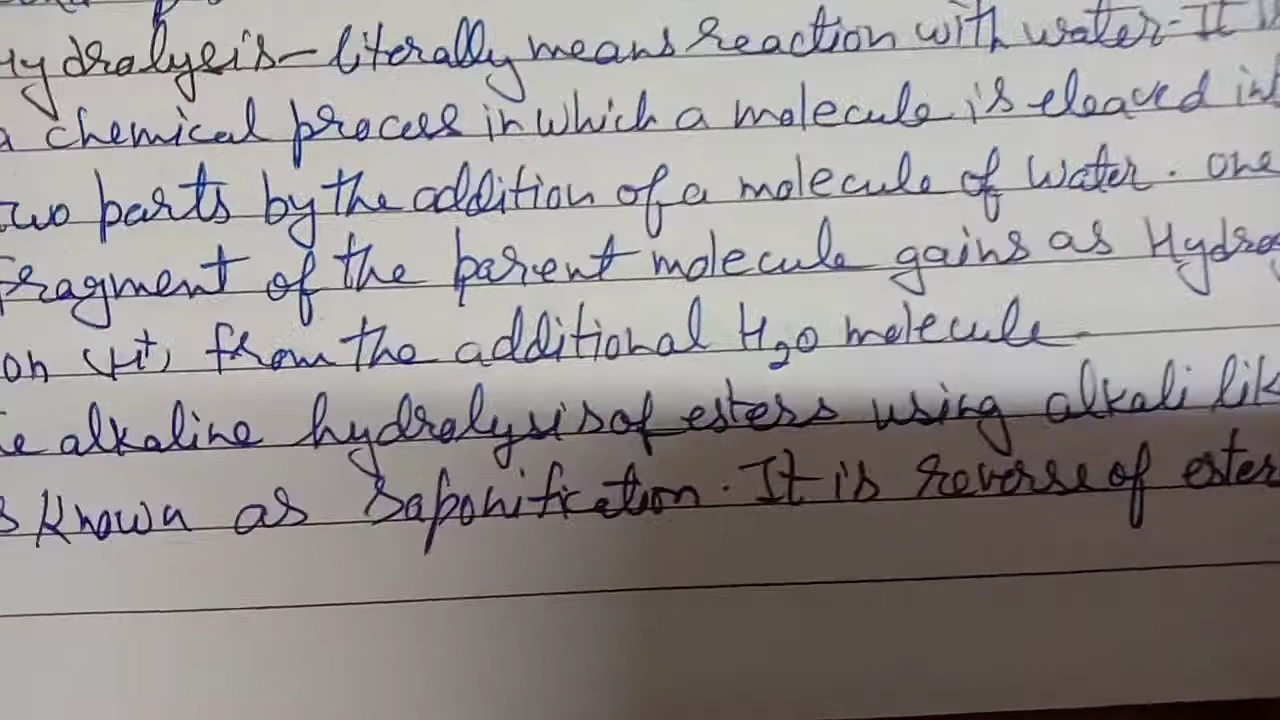 Hydrolysis - literally means reaction with water. It
a chemical process in which a molecule is cleaved in
two parts by the addition of a molecule of water. one
fragment of the parent molecule gains as Hydro
on (H+) from the additional H2O molecule
alkaline hydrolysis of esters using alkali lik
known as Saponification. It is reverse of ester